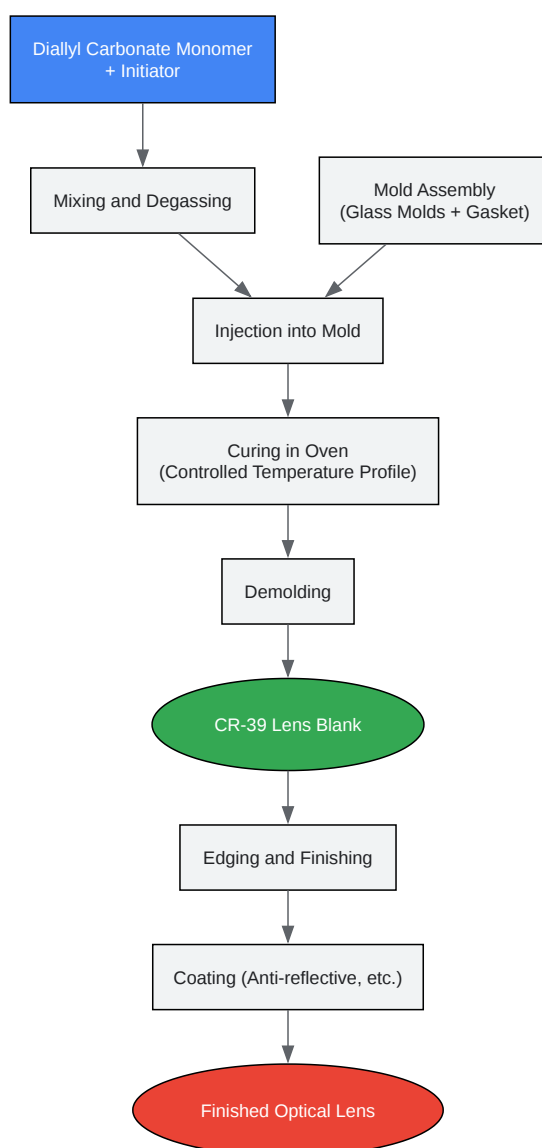 Diallyl Carbonate Monomer
+ Initiator
Mixing and Degassing
Mold Assembly
(Glass Molds + Gasket)
Injection into Mold
Curing in Oven
(Controlled Temperature Profile)
Demolding
CR-39 Lens Blank
Edging and Finishing
Coating (Anti-reflective, etc.)
Finished Optical Lens